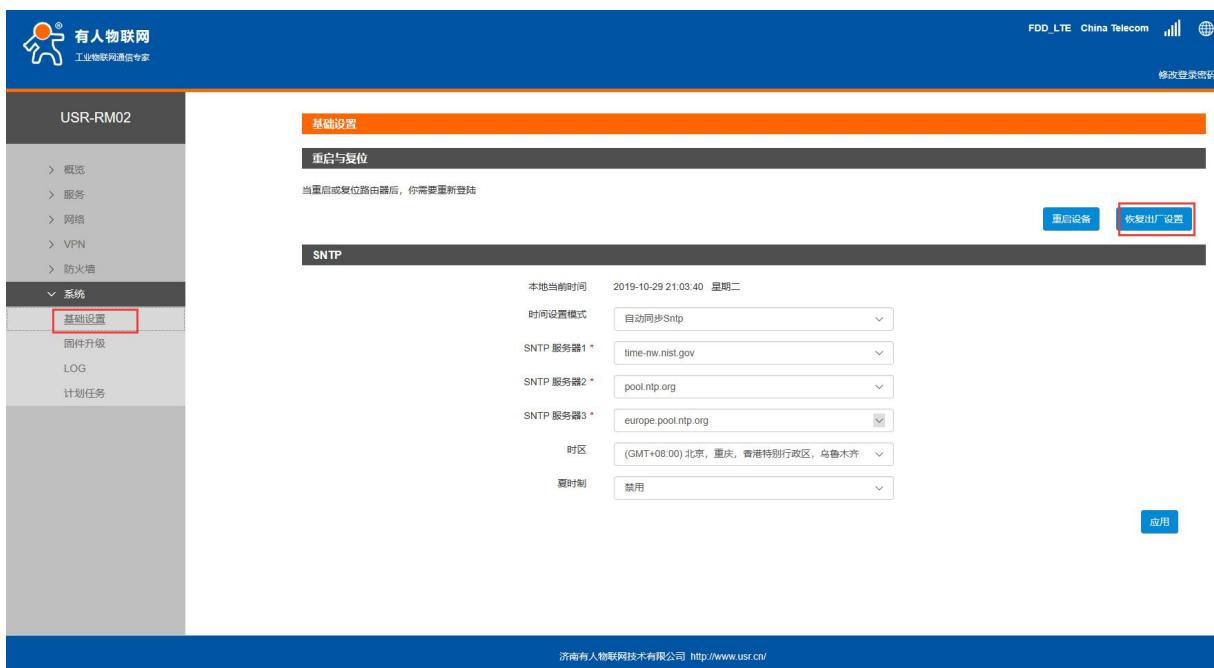 有人物联网
工业物联网通信专家
FDD_LTE China Telecom
修改登录密码
USR-RM02
概览
服务
网络
VPN
防火墙
系统
基础设置
固件升级
LOG
计划任务
基础设置
重启与复位
当重启或复位路由器后，你需要重新登陆
重启设备 恢复出厂设置
SNTP
本地当前时间 2019-10-29 21:03:40 星期二
时间设置模式 自动同步Sntp
SNTP 服务器1 * time-nw.nist.gov
SNTP 服务器2 * pool.ntp.org
SNTP 服务器3 * europe.pool.ntp.org
时区 (GMT+08:00) 北京，重庆，香港特别行政区，乌鲁木齐
夏时制 禁用
应用
济南有人物联网技术有限公司 http://www.usr.cn/